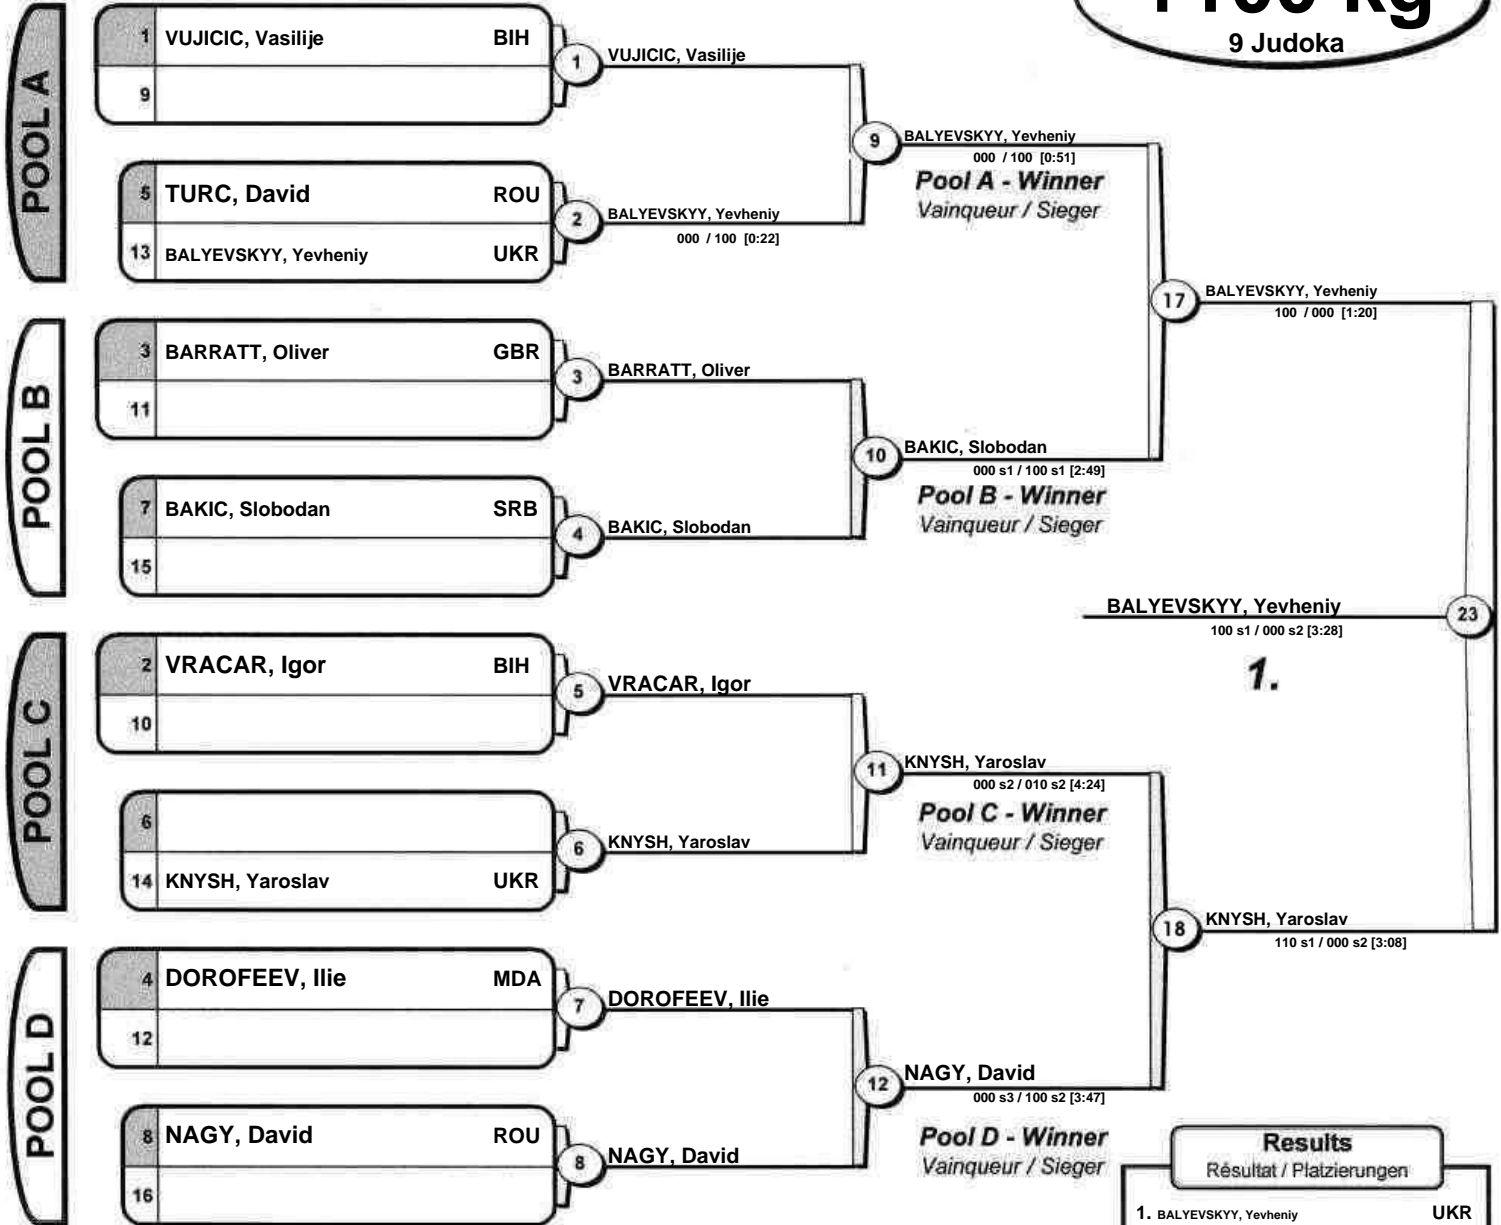 9 Judoka
POOL A
1 VUJICIC, Vasilije BIH
9
1 VUJICIC, Vasilije
5 TURC, David ROU
13 BALYEVSKYY, Yevheniy UKR
2 BALYEVSKYY, Yevheniy
000 / 100 [0:22]
9 BALYEVSKYY, Yevheniy
000 / 100 [0:51]
Pool A - Winner
Vainqueur / Sieger
POOL B
3 BARRATT, Oliver GBR
11
3 BARRATT, Oliver
7 BAKIC, Slobodan SRB
15
4 BAKIC, Slobodan
10 BAKIC, Slobodan
000 s1 / 100 s1 [2:49]
Pool B - Winner
Vainqueur / Sieger
17 BALYEVSKYY, Yevheniy
100 / 000 [1:20]
BALYEVSKYY, Yevheniy 23
100 s1 / 000 s2 [3:28]
1.
POOL C
2 VRACAR, Igor BIH
10
5 VRACAR, Igor
6
14 KNYSH, Yaroslav UKR
6 KNYSH, Yaroslav
11 KNYSH, Yaroslav
000 s2 / 010 s2 [4:24]
Pool C - Winner
Vainqueur / Sieger
POOL D
4 DOROFEEV, Ilie MDA
12
7 DOROFEEV, Ilie
8 NAGY, David ROU
16
8 NAGY, David
12 NAGY, David
000 s3 / 100 s2 [3:47]
Pool D - Winner
Vainqueur / Sieger
18 KNYSH, Yaroslav
110 s1 / 000 s2 [3:08]
Results
Résultat / Platzierungen
1. BALYEVSKYY, Yevheniy UKR